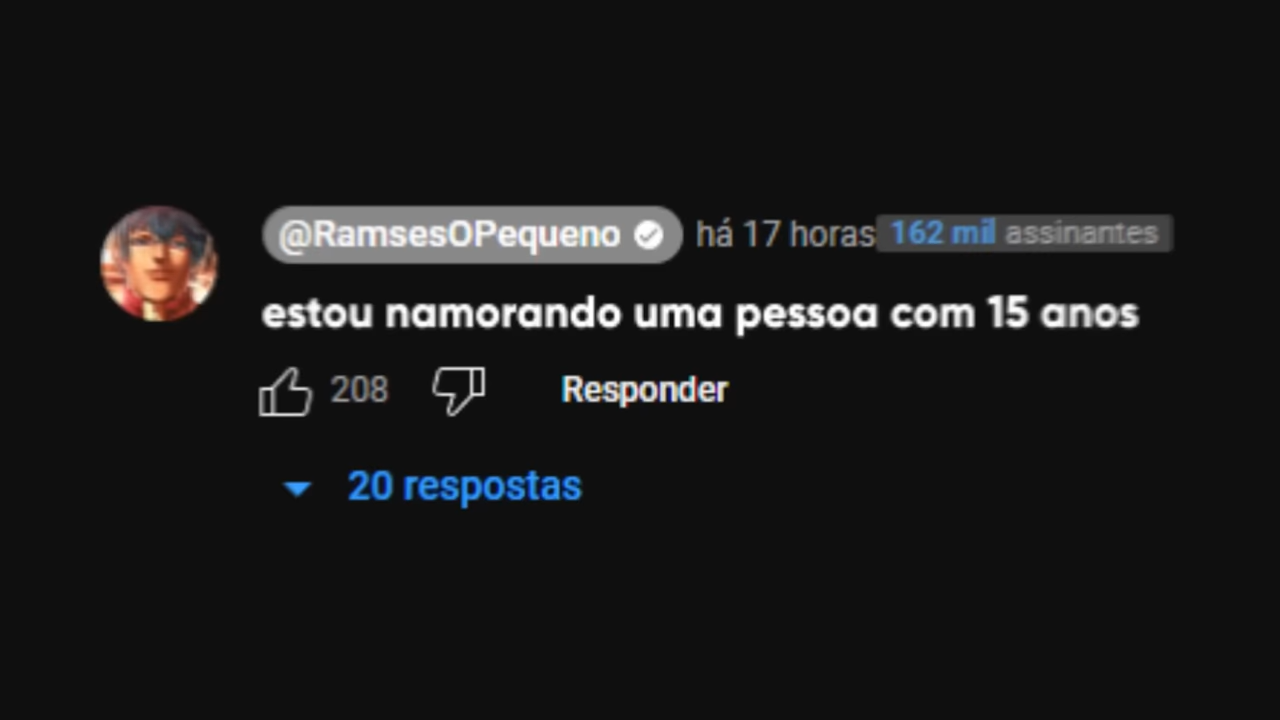 @RamsesOPequeno há 17 horas 162 mil assinantes
estou namorando uma pessoa com 15 anos
208 Responder
20 respostas